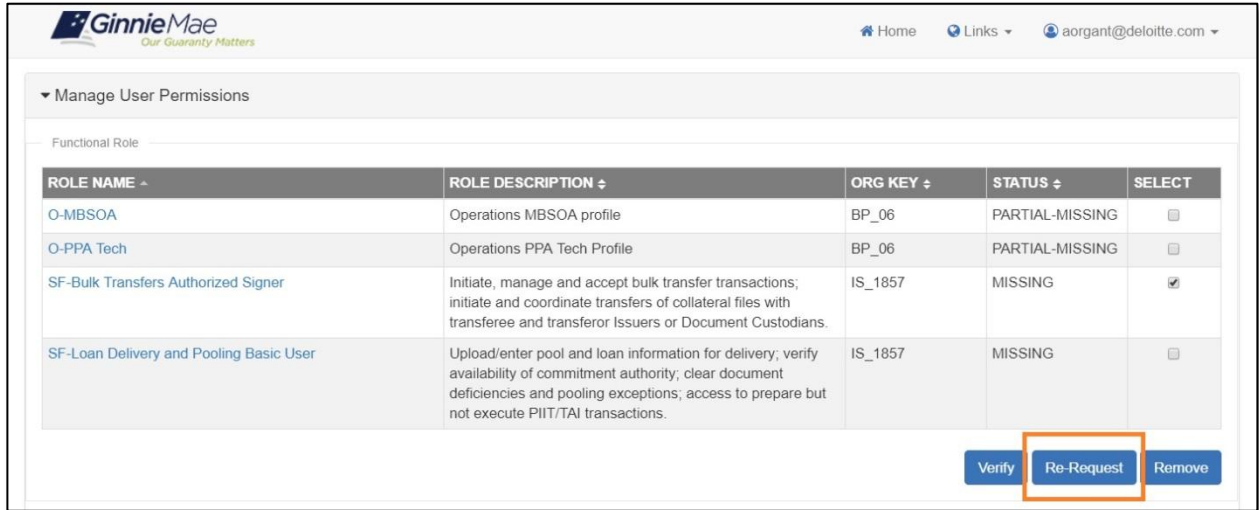 GinnieMae
Our Guaranty Matters
Home Links aorgant@deloitte.com
Manage User Permissions
Functional Role
ROLE NAME ROLE DESCRIPTION ORG KEY STATUS SELECT
O-MBSOA Operations MBSOA profile BP_06 PARTIAL-MISSING
O-PPA Tech Operations PPA Tech Profile BP_06 PARTIAL-MISSING
SF-Bulk Transfers Authorized Signer Initiate, manage and accept bulk transfer transactions; IS_1857 MISSING
initiate and coordinate transfers of collateral files with
transferee and transferor Issuers or Document Custodians.
SF-Loan Delivery and Pooling Basic User Upload/enter pool and loan information for delivery; verify IS_1857 MISSING
availability of commitment authority; clear document
deficiencies and pooling exceptions; access to prepare but
not execute PIIT/TAI transactions.
Verify Re-Request Remove